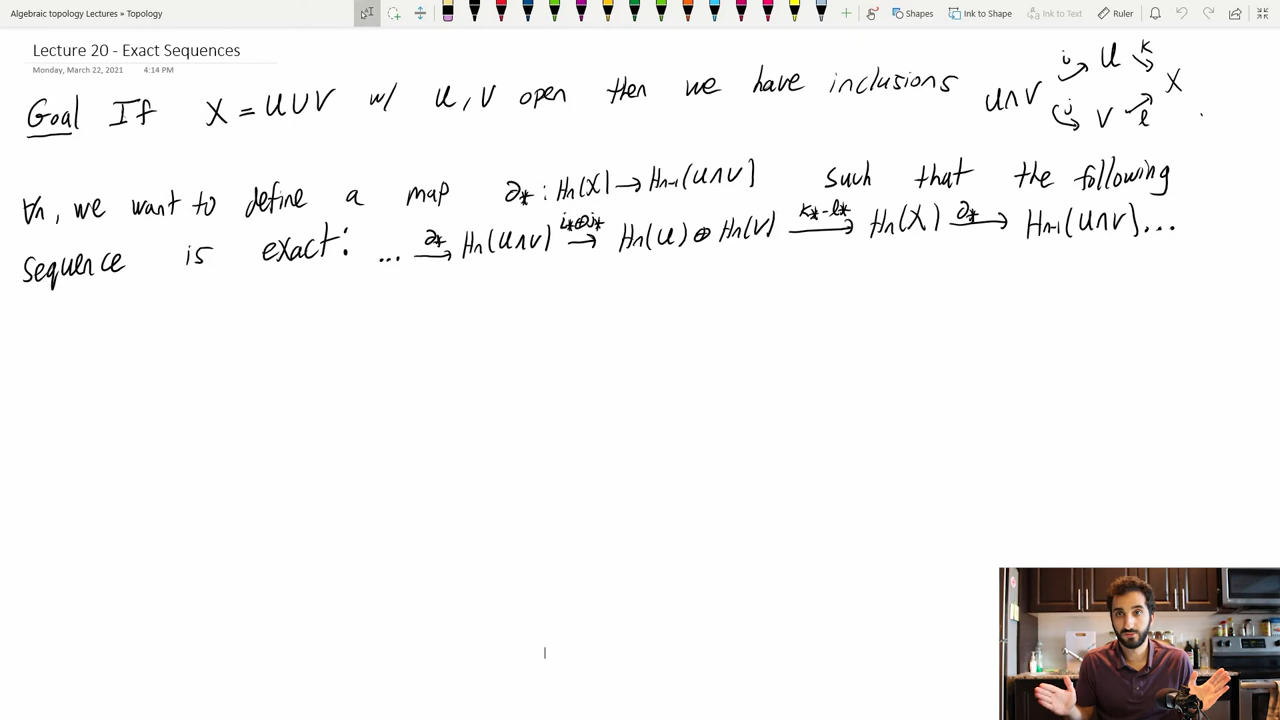 Algebraic topology Lectures – Topology
Shapes Ink to Shape Ink to Text Ruler
Lecture 20 - Exact Sequences
Monday, March 22, 2021 4:14 PM
Goal If X = U∪V w/ U, V open then we have inclusions U∩V i U k j V l X .
∀n, we want to define a map ∂* : Hn(X) → Hn-1(U∩V) such that the following
sequence is exact: ... ∂*→ Hn(U∩V) i*⊕j*→ Hn(U) ⊕ Hn(V) k*-l*→ Hn(X) ∂*→ Hn-1(U∩V)...